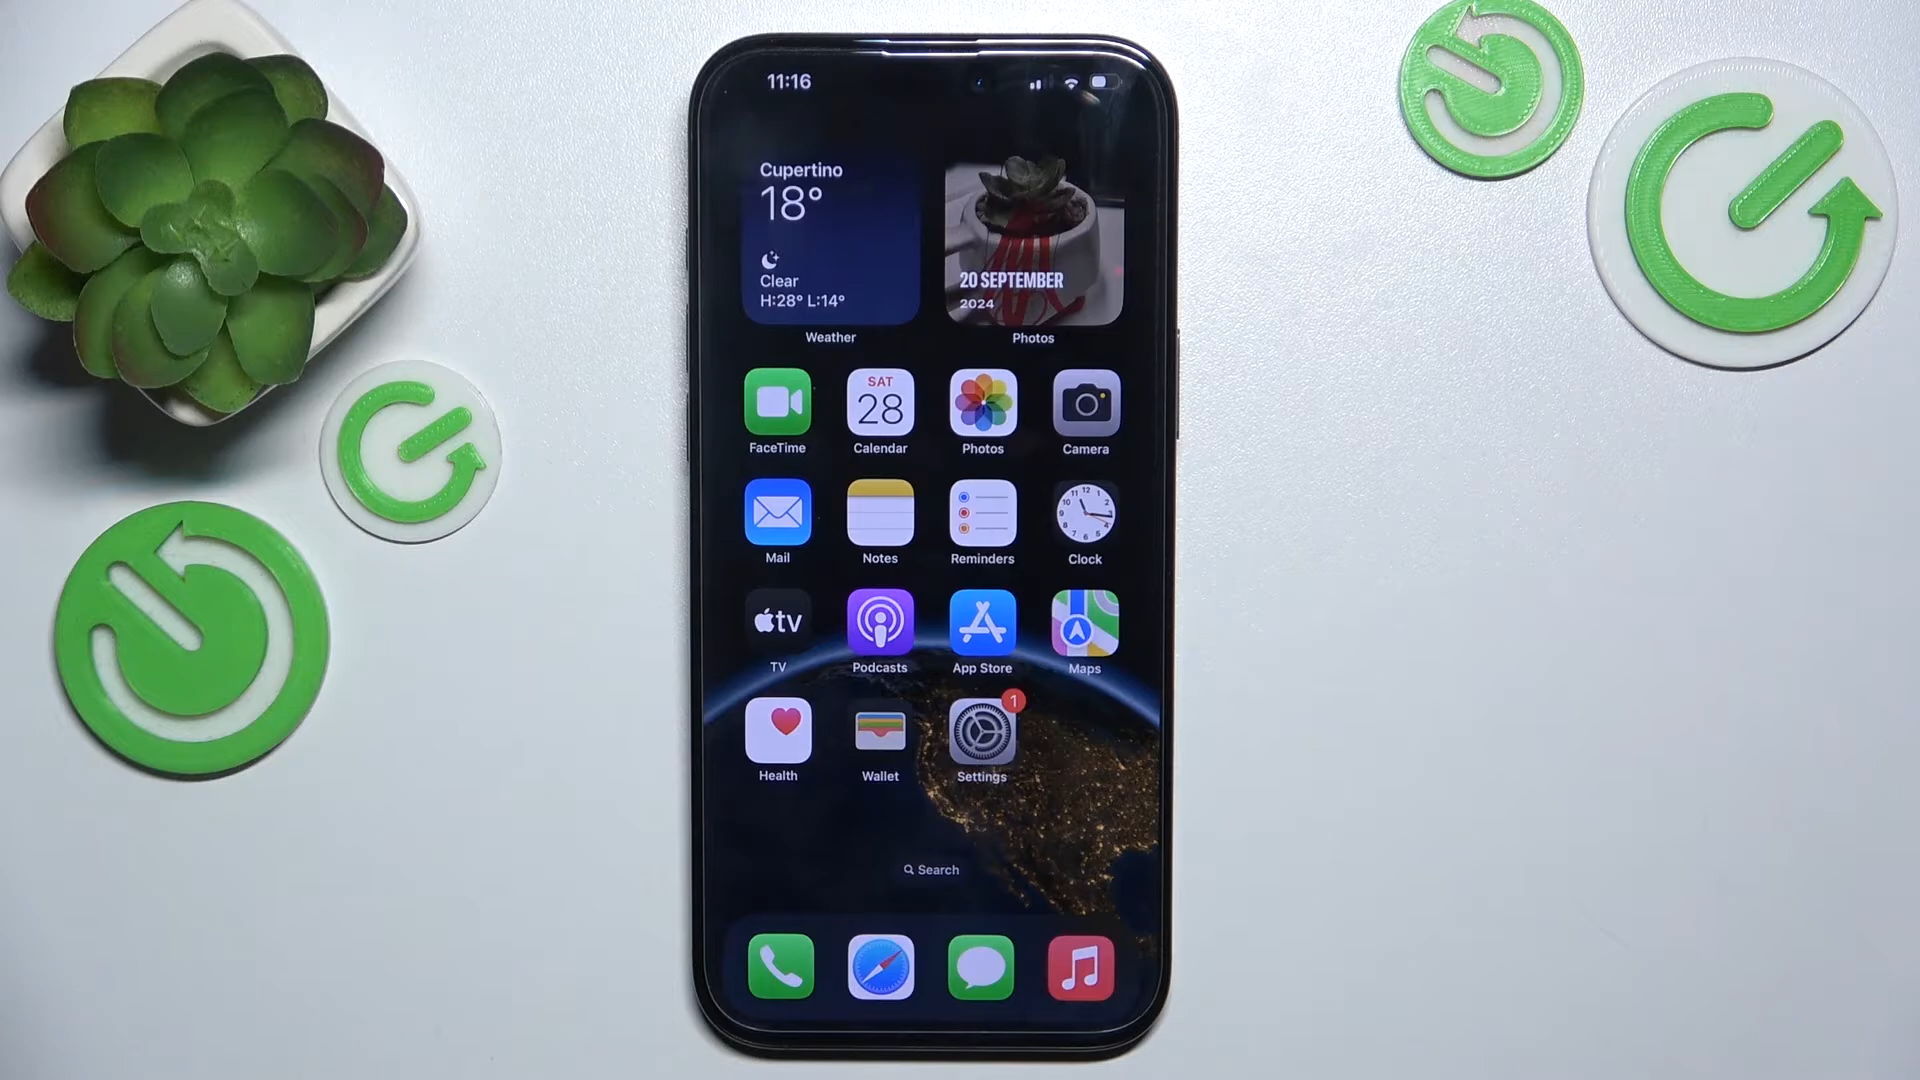 11:16
Cupertino
18°
Clear
H:28° L:14°
Weather
20 SEPTEMBER
2024
Photos
SAT
28
FaceTime
Calendar
Photos
Camera
Mail
Notes
Reminders
Clock
tv
TV
Podcasts
App Store
Maps
1
Health
Wallet
Settings
Search